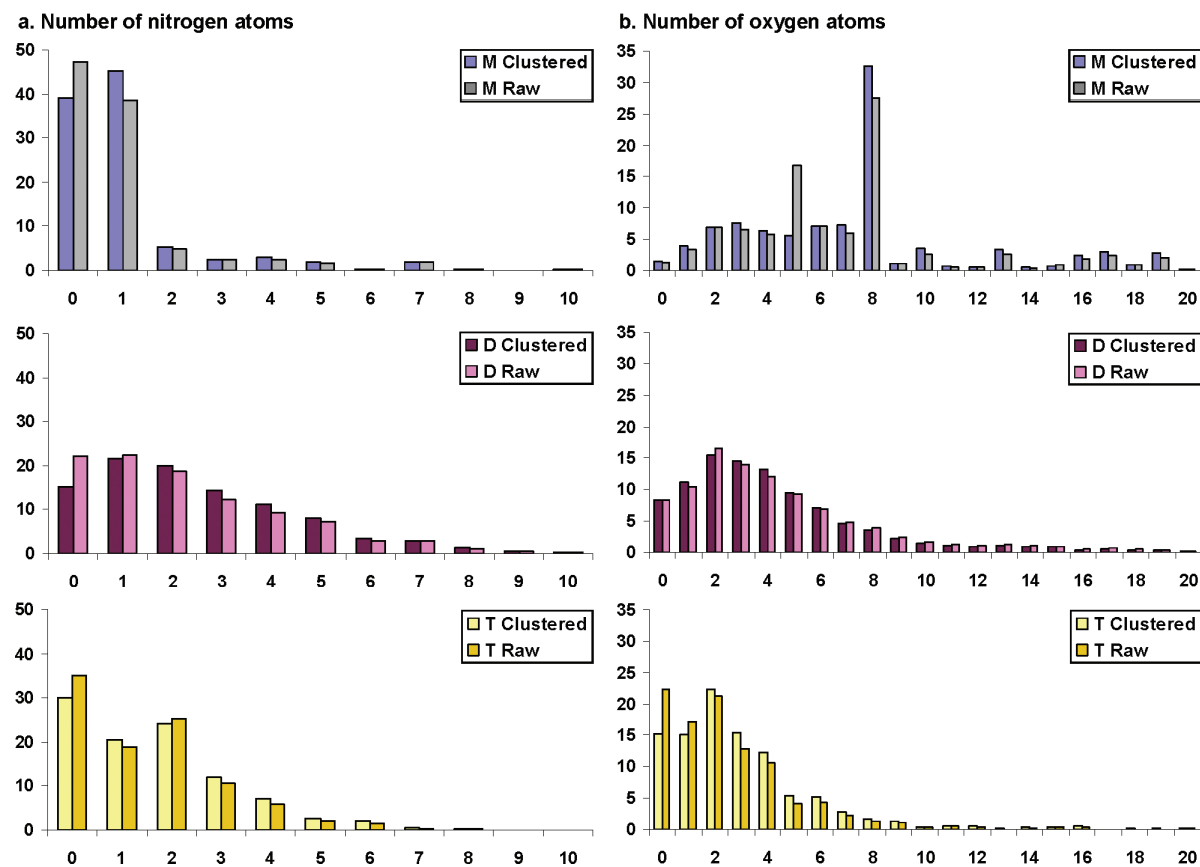 a. Number of nitrogen atoms
50
40
30
20
10
0
0 1 2 3 4 5 6 7 8 9 10
M Clustered
M Raw
50
40
30
20
10
0
0 1 2 3 4 5 6 7 8 9 10
D Clustered
D Raw
50
40
30
20
10
0
0 1 2 3 4 5 6 7 8 9 10
T Clustered
T Raw
b. Number of oxygen atoms
35
30
25
20
15
10
5
0
0 2 4 6 8 10 12 14 16 18 20
M Clustered
M Raw
35
30
25
20
15
10
5
0
0 2 4 6 8 10 12 14 16 18 20
D Clustered
D Raw
35
30
25
20
15
10
5
0
0 2 4 6 8 10 12 14 16 18 20
T Clustered
T Raw